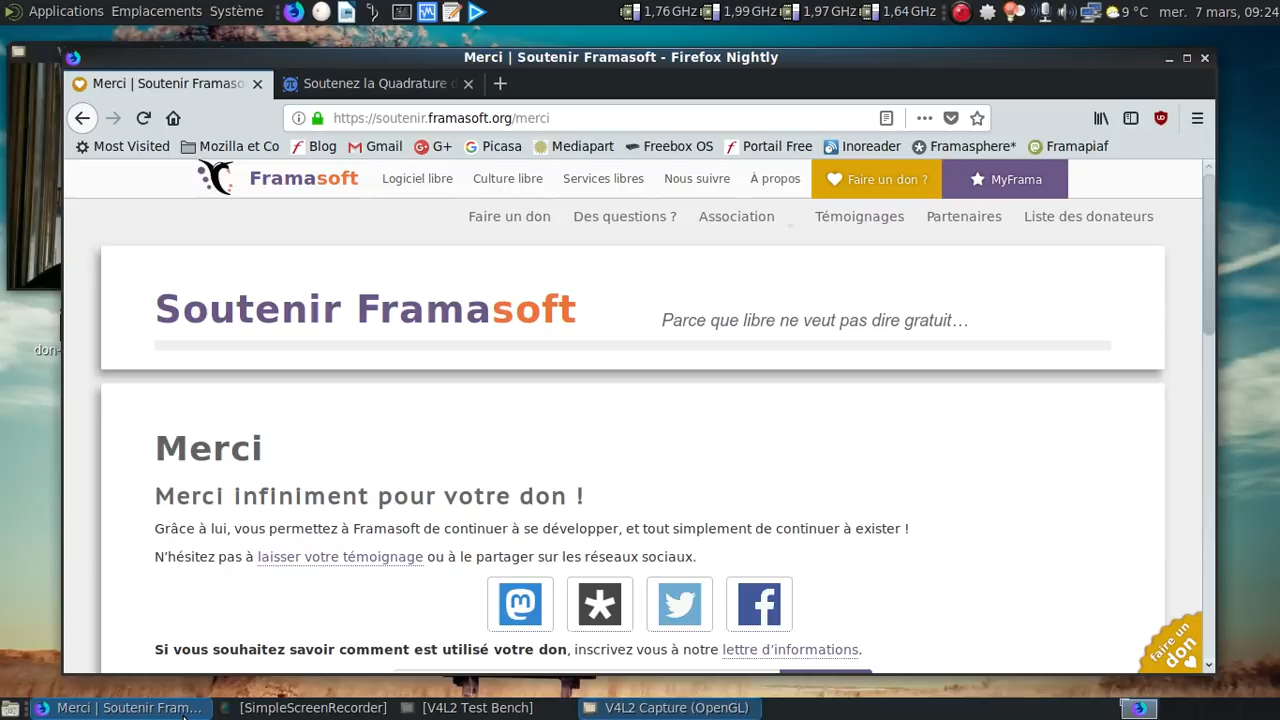 Applications Emplacements Système 1,76 GHz 1,99 GHz 1,97 GHz 1,64 GHz 9 °C mer. 7 mars, 09:24
Merci | Soutenir Framasoft - Firefox Nightly
Merci | Soutenir Framaso Soutenez la Quadrature d
https://soutenir.framasoft.org/merci
Most Visited Mozilla et Co Blog Gmail G+ Picasa Mediapart Freebox OS Portail Free Inoreader Framasphere* Framapiaf
Framasoft Logiciel libre Culture libre Services libres Nous suivre À propos Faire un don ? MyFrama
Faire un don Des questions ? Association Témoignages Partenaires Liste des donateurs
Soutenir Framasoft Parce que libre ne veut pas dire gratuit…
don-
Merci
Merci infiniment pour votre don !
Grâce à lui, vous permettez à Framasoft de continuer à se développer, et tout simplement de continuer à exister !
N’hésitez pas à laisser votre témoignage ou à le partager sur les réseaux sociaux.
Si vous souhaitez savoir comment est utilisé votre don, inscrivez vous à notre lettre d’informations.
faire un
don
Merci | Soutenir Fram… [SimpleScreenRecorder] [V4L2 Test Bench] V4L2 Capture (OpenGL)